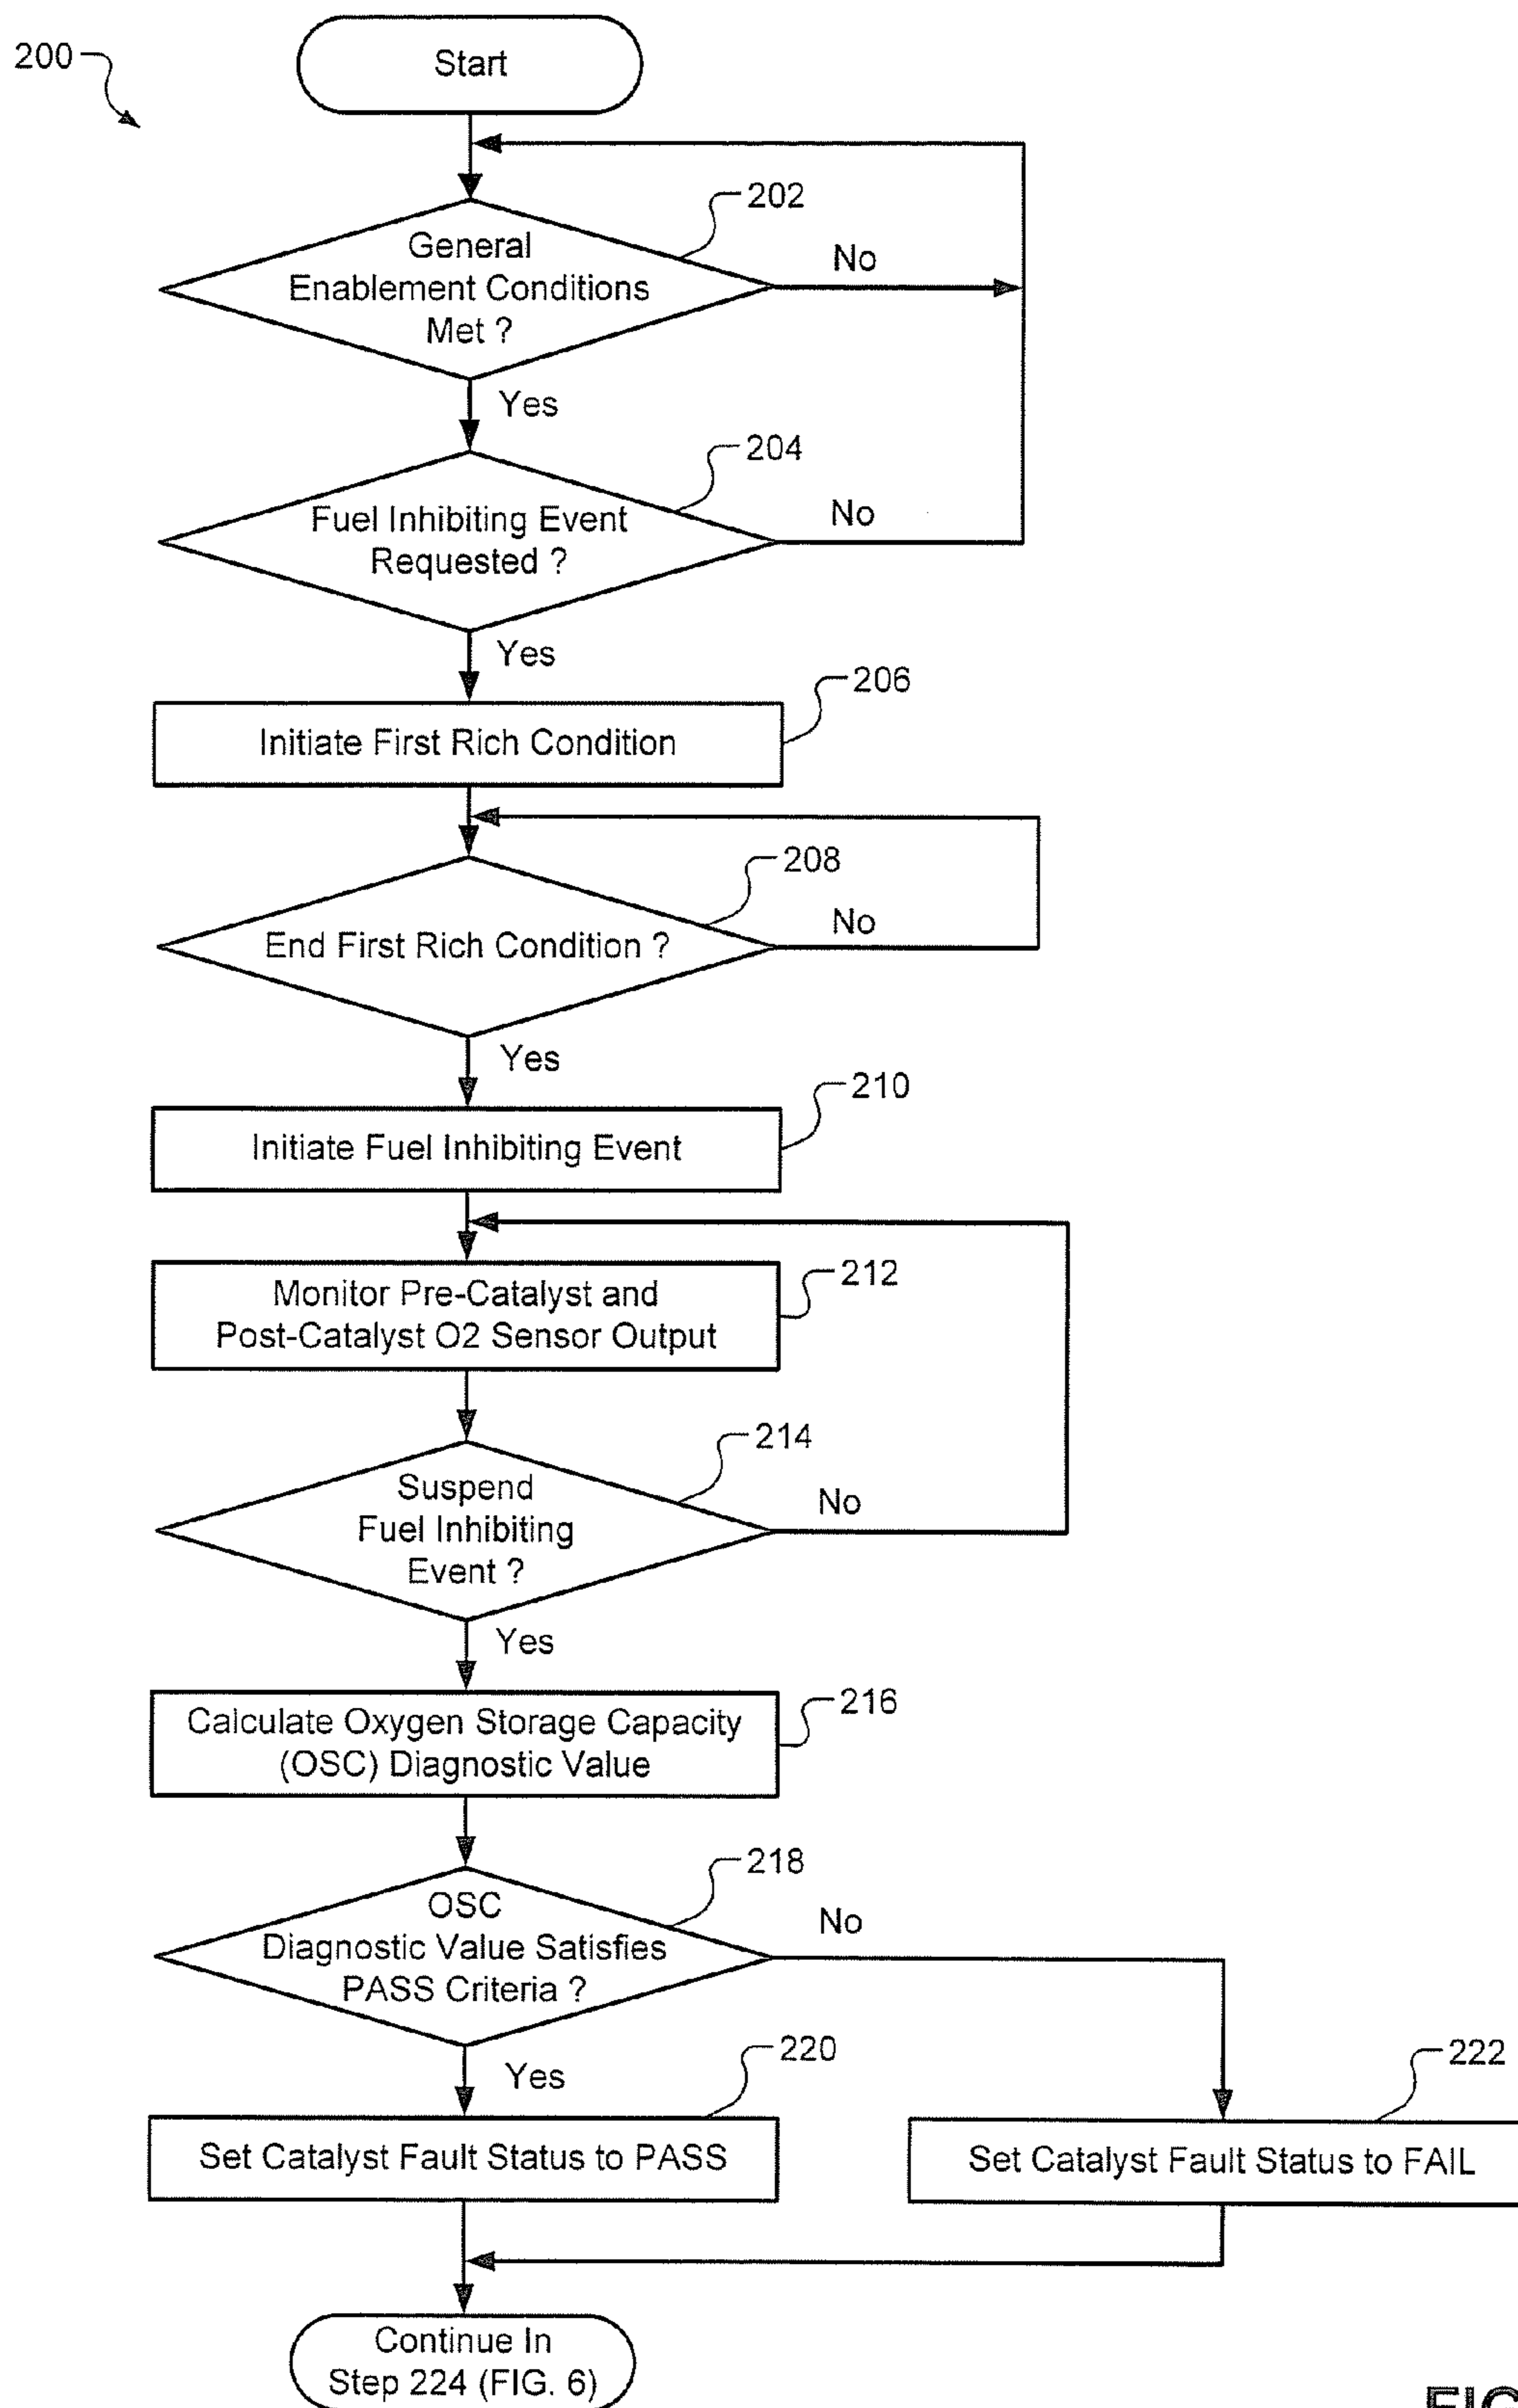 200
Start
202
General
Enablement Conditions
Met ?
No
Yes
204
Fuel Inhibiting Event
Requested ?
No
Yes
206
Initiate First Rich Condition
208
End First Rich Condition ?
No
Yes
210
Initiate Fuel Inhibiting Event
212
Monitor Pre-Catalyst and
Post-Catalyst O2 Sensor Output
214
Suspend
Fuel Inhibiting
Event ?
No
Yes
216
Calculate Oxygen Storage Capacity
(OSC) Diagnostic Value
218
OSC
Diagnostic Value Satisfies
PASS Criteria ?
No
Yes
220
Set Catalyst Fault Status to PASS
222
Set Catalyst Fault Status to FAIL
Continue In
Step 224 (FIG. 6)